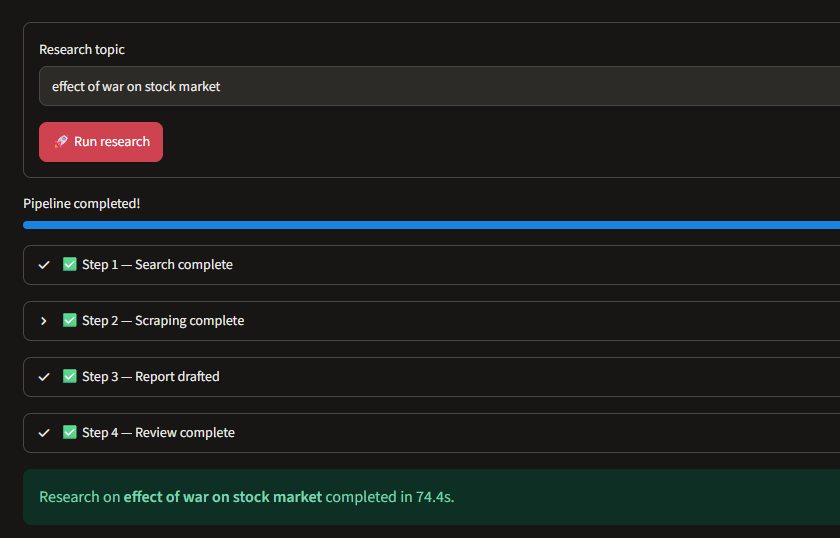 Research topic
effect of war on stock market
🚀 Run research
Pipeline completed!
✅ Step 1 — Search complete
✅ Step 2 — Scraping complete
✅ Step 3 — Report drafted
✅ Step 4 — Review complete
Research on effect of war on stock market completed in 74.4s.